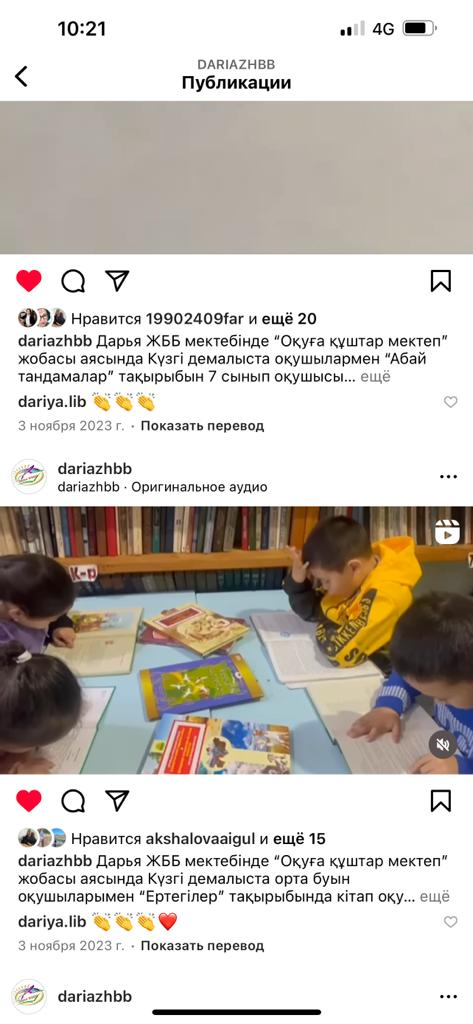 10:21
4G
DARIAZHBB
Публикации
Нравится 19902409far и ещё 20
dariazhbb Дарья ЖББ мектебінде “Оқуға құштар мектеп”
жобасы аясында Күзгі демалыста оқушылармен “Абай
тандамалар” тақырыбын 7 сынып оқушысы... ещё
dariya.lib 👏👏👏
3 ноября 2023 г. • Показать перевод
dariazhbb
dariazhbb · Оригинальное аудио
К-р
Нравится akshalovaaigul и ещё 15
dariazhbb Дарья ЖББ мектебінде “Оқуға құштар мектеп”
жобасы аясында Күзгі демалыста орта буын
оқушыларымен “Ертегілер” тақырыбында кітап оқу... ещё
dariya.lib 👏👏👏❤️
3 ноября 2023 г. • Показать перевод
dariazhbb